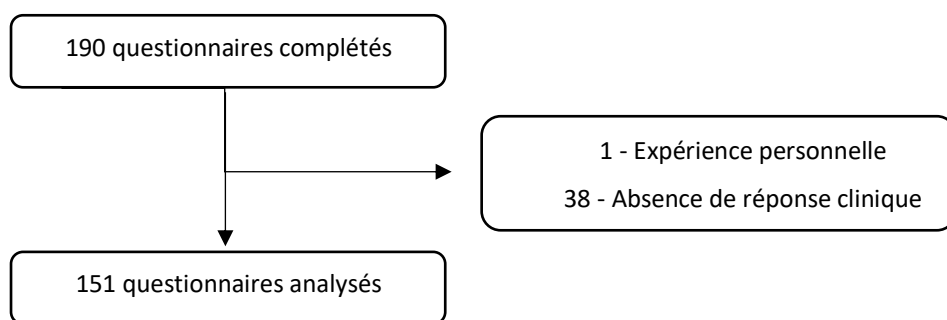 190 questionnaires complétés
1 - Expérience personnelle
38 - Absence de réponse clinique
151 questionnaires analysés